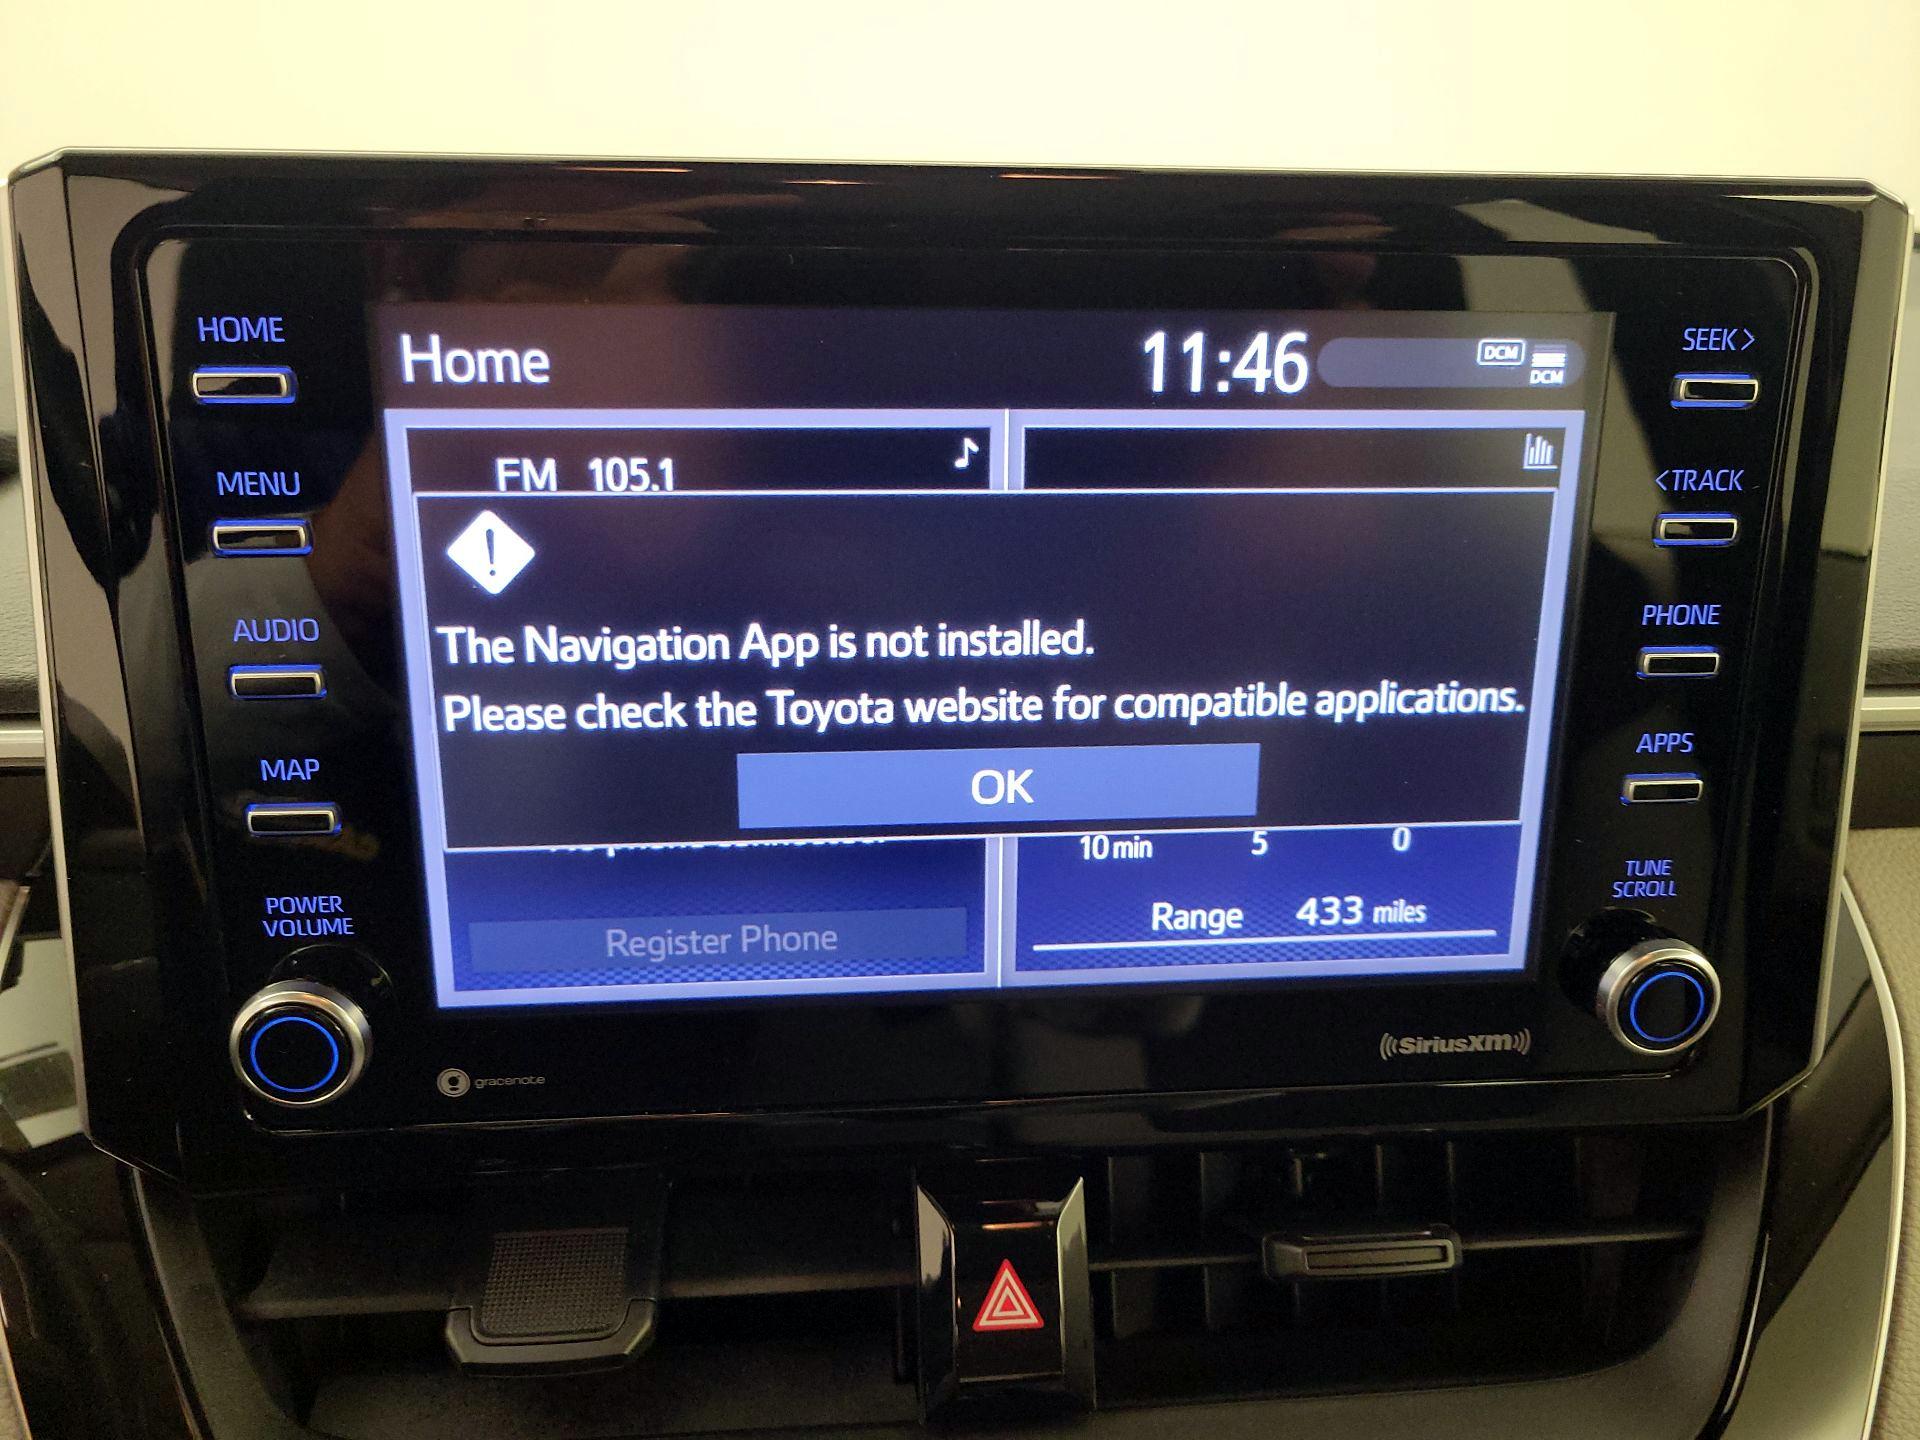 HOME
MENU
AUDIO
MAP
POWER
VOLUME
Home
11:46
DCM
DCM
FM 105.1
!
The Navigation App is not installed.
Please check the Toyota website for compatible applications.
OK
10 min 5 0
Range 433 miles
Register Phone
SEEK>
<TRACK
PHONE
APPS
TUNE
SCROLL
gracenote
SiriusXM